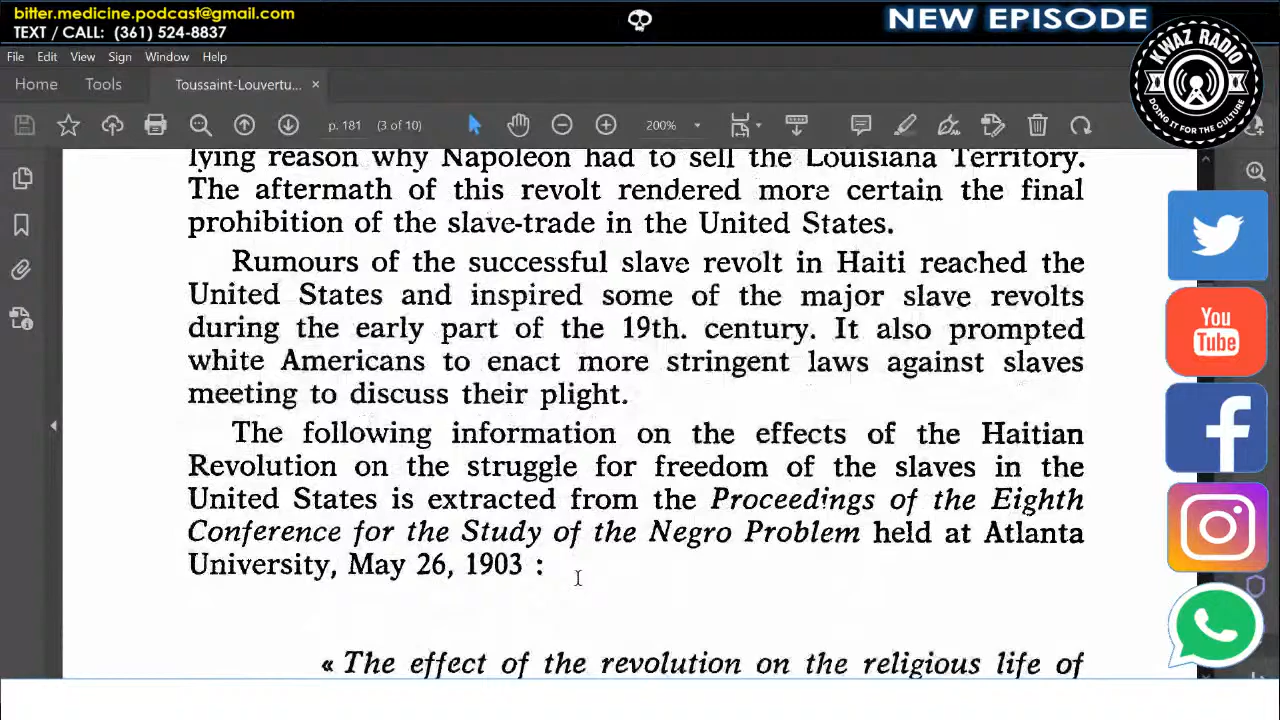 bitter.medicine.podcast@gmail.com
TEXT / CALL: (361) 524-8837
NEW EPISODE
KWAZ RADIO
DOING IT FOR THE CULTURE
File Edit View Sign Window Help
Home Tools Toussaint-Louvertu... ×
p. 181 (3 of 10) 200%
lying reason why Napoleon had to sell the Louisiana Territory.
The aftermath of this revolt rendered more certain the final
prohibition of the slave-trade in the United States.
Rumours of the successful slave revolt in Haiti reached the
United States and inspired some of the major slave revolts
during the early part of the 19th. century. It also prompted
white Americans to enact more stringent laws against slaves
meeting to discuss their plight.
The following information on the effects of the Haitian
Revolution on the struggle for freedom of the slaves in the
United States is extracted from the Proceedings of the Eighth
Conference for the Study of the Negro Problem held at Atlanta
University, May 26, 1903 :
« The effect of the revolution on the religious life of
You
Tube